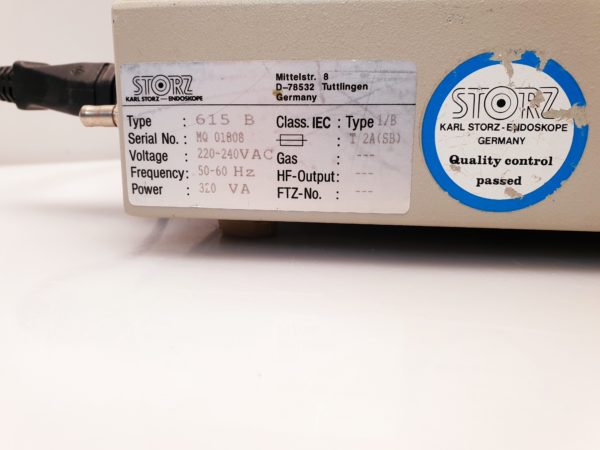 STORZ
KARL STORZ—ENDOSKOPE
Mittelstr. 8
D-78532 Tuttlingen
Germany
Type : 615 B
Serial No. : MQ 01808
Voltage : 220-240VAC
Frequency: 50-60 Hz
Power : 320 VA
Class. IEC : Type 1/B
: T 2A(SB)
Gas : ---
HF-Output: ---
FTZ-No. : ---
STORZ
KARL STORZ-ENDOSKOPE
GERMANY
Quality control
passed